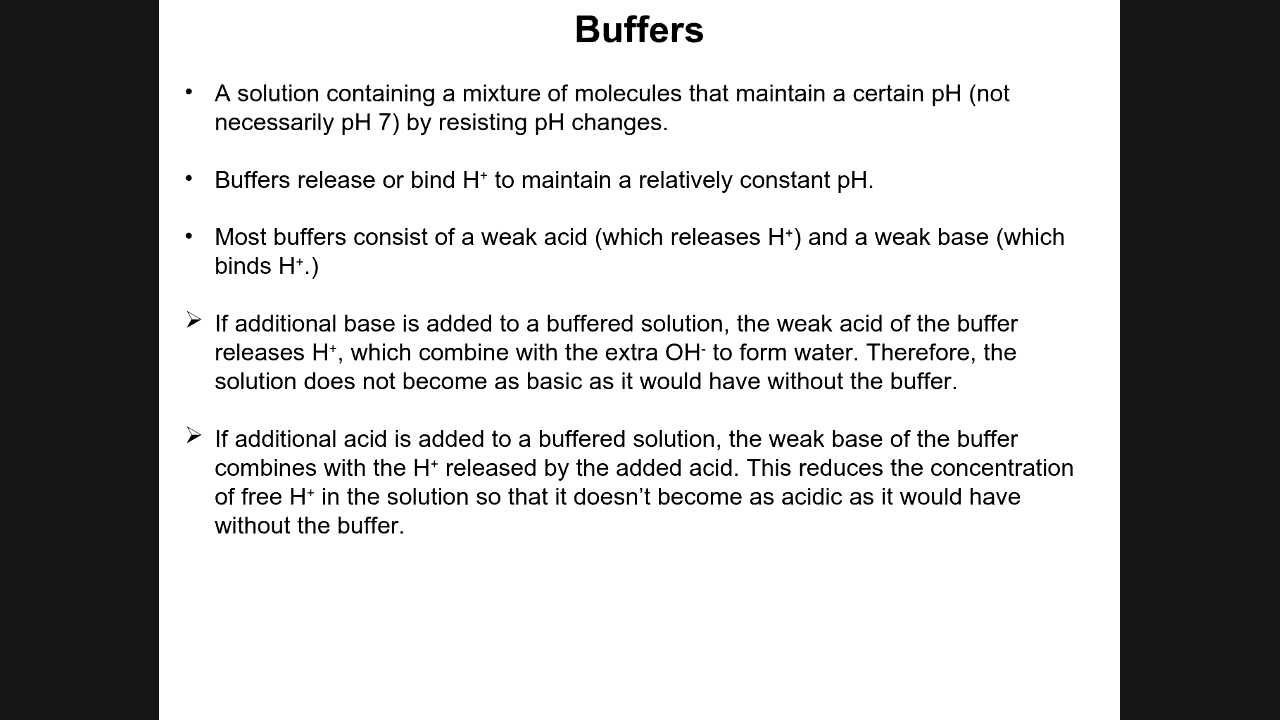 Buffers
• A solution containing a mixture of molecules that maintain a certain pH (not
necessarily pH 7) by resisting pH changes.
• Buffers release or bind H⁺ to maintain a relatively constant pH.
• Most buffers consist of a weak acid (which releases H⁺) and a weak base (which
binds H⁺.)
➢ If additional base is added to a buffered solution, the weak acid of the buffer
releases H⁺, which combine with the extra OH⁻ to form water. Therefore, the
solution does not become as basic as it would have without the buffer.
➢ If additional acid is added to a buffered solution, the weak base of the buffer
combines with the H⁺ released by the added acid. This reduces the concentration
of free H⁺ in the solution so that it doesn’t become as acidic as it would have
without the buffer.